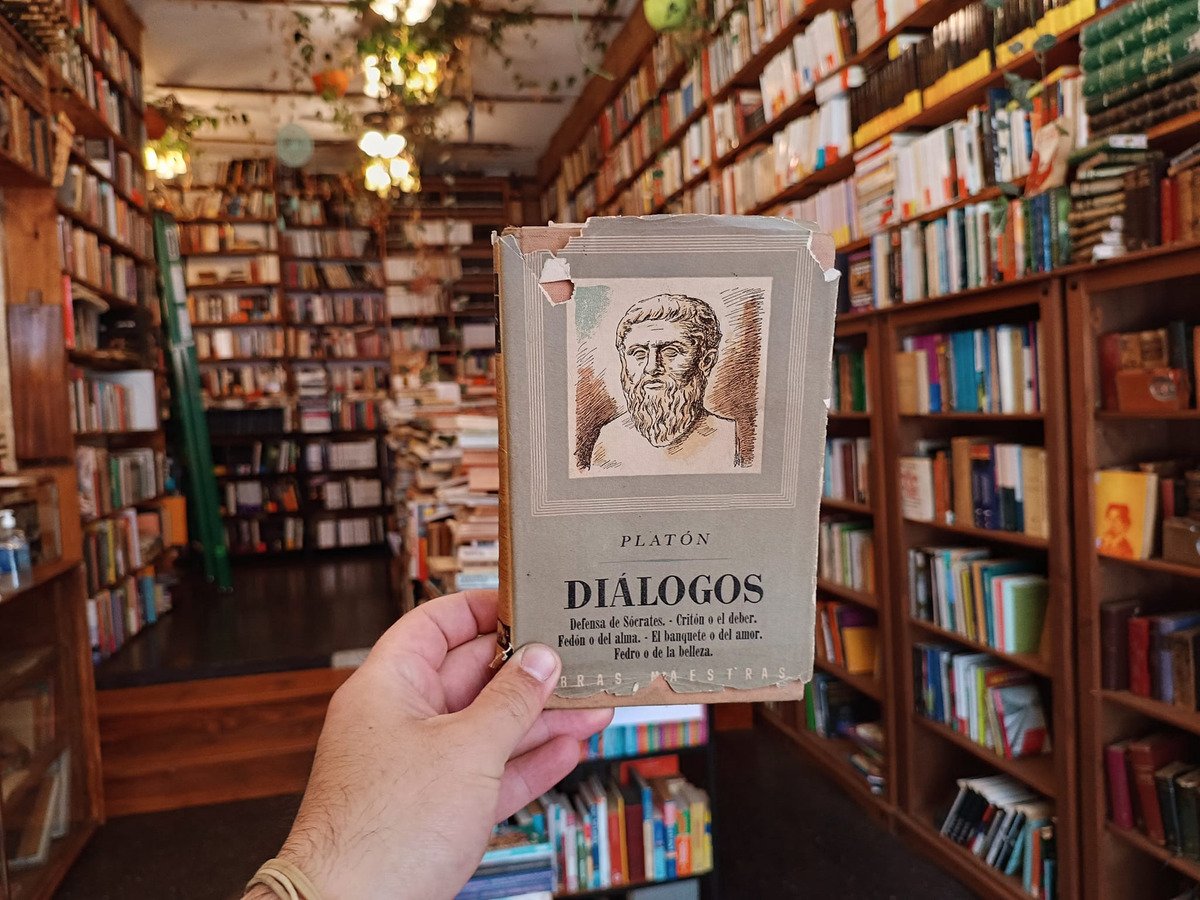 PLATÓN
DIÁLOGOS
Defensa de Sócrates. - Critón o el deber.
Fedón o del alma. - El banquete o del amor.
Fedro o de la belleza.
BRAS MAESTRAS